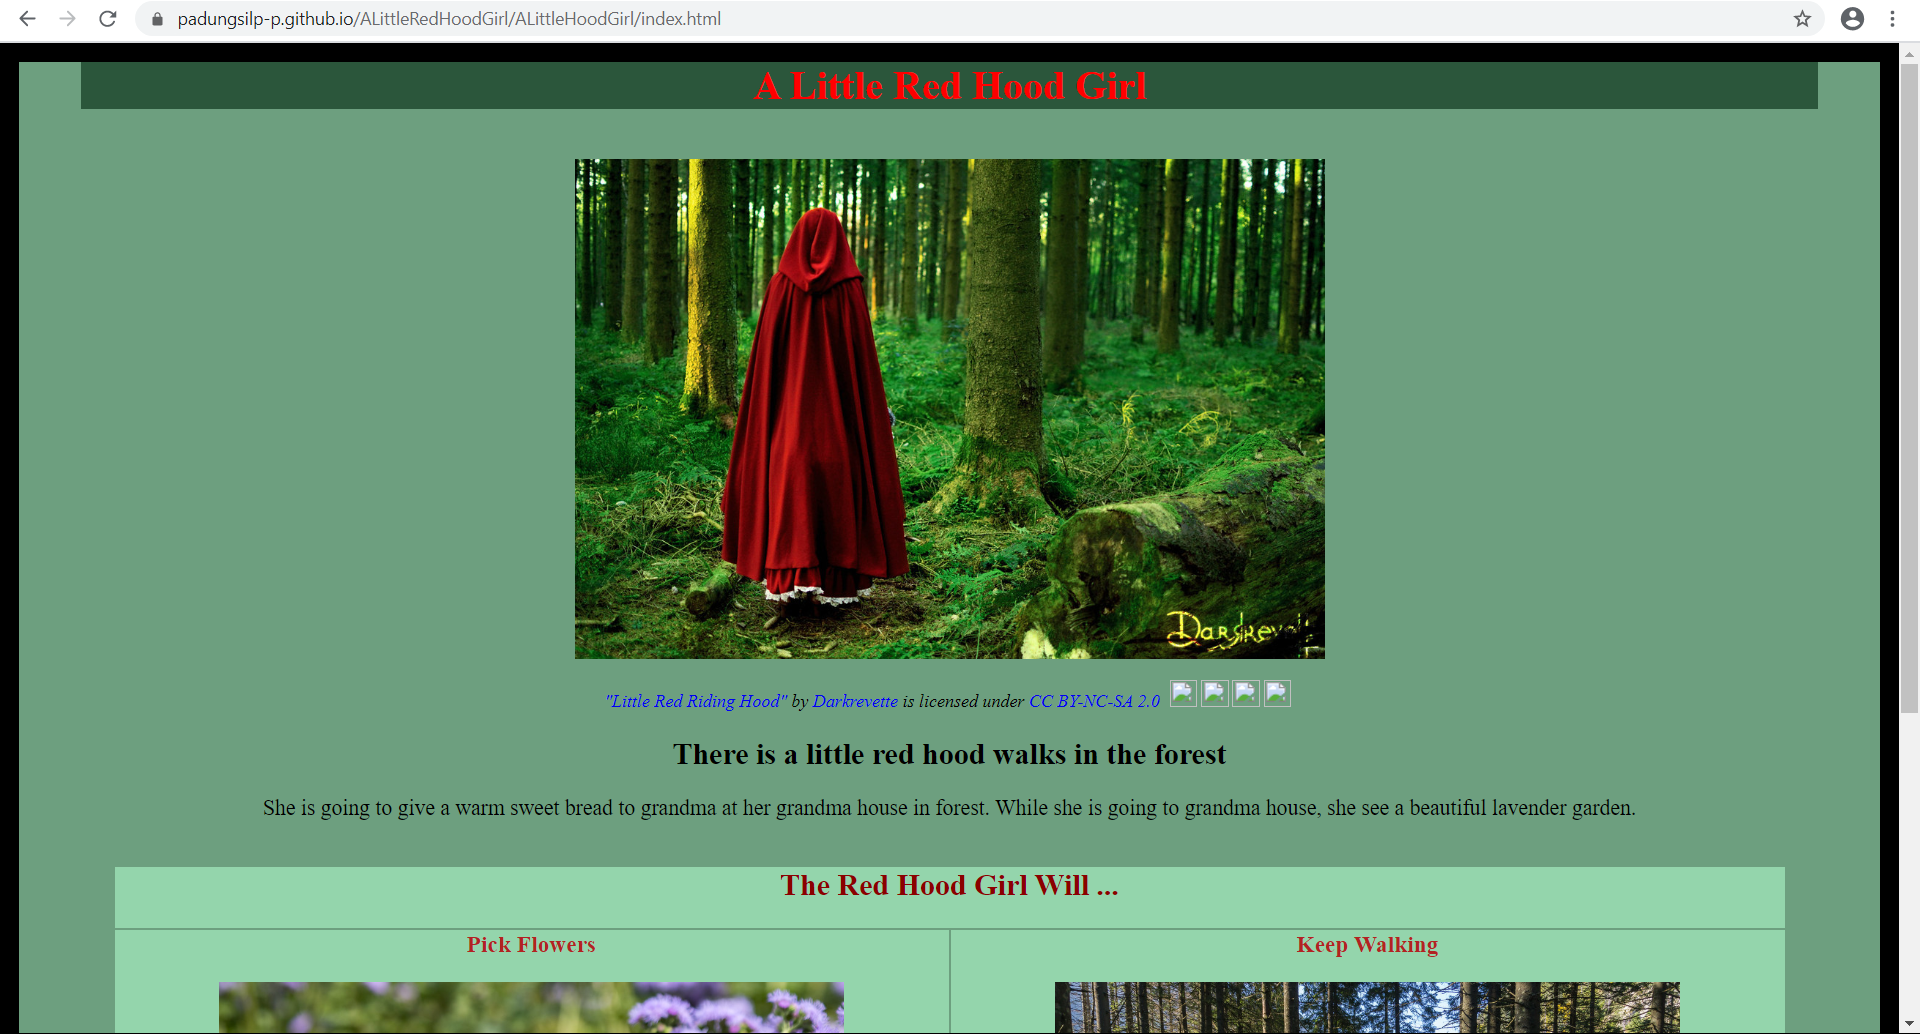 padungsilp-p.github.io/ALittleRedHoodGirl/ALittleHoodGirl/index.html
A Little Red Hood Girl
"Little Red Riding Hood" by Darkrevette is licensed under CC BY-NC-SA 2.0
There is a little red hood walks in the forest
She is going to give a warm sweet bread to grandma at her grandma house in forest. While she is going to grandma house, she see a beautiful lavender garden.
The Red Hood Girl Will ...
Pick Flowers
Keep Walking